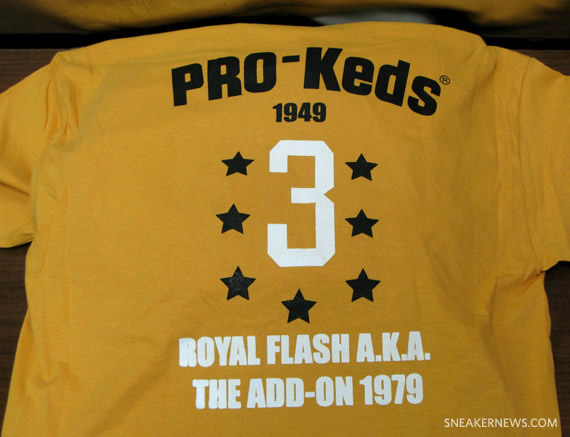 PRO-Keds®
1949
3
ROYAL FLASH A.K.A.
THE ADD-ON 1979
SNEAKERNEWS.COM